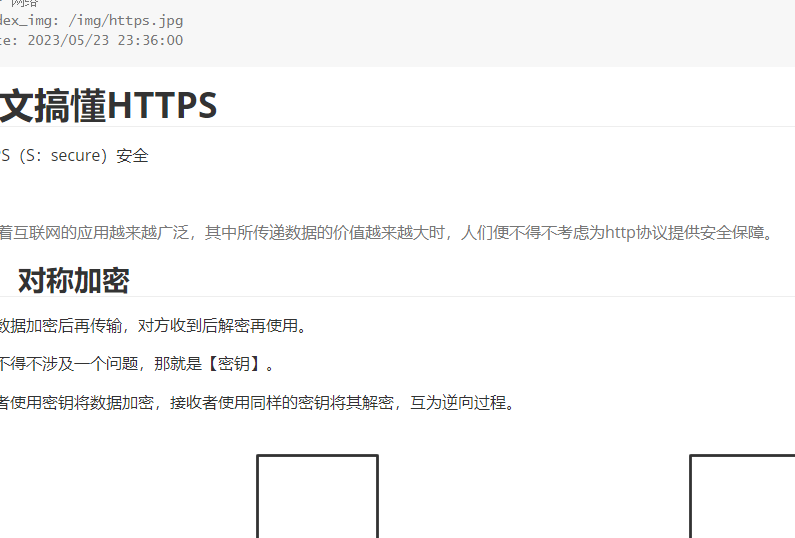 网络
dex_img: /img/https.jpg
te: 2023/05/23 23:36:00
文搞懂HTTPS
PS（S：secure）安全
着互联网的应用越来越广泛，其中所传递数据的价值越来越大时，人们便不得不考虑为http协议提供安全保障。
对称加密
数据加密后再传输，对方收到后解密再使用。
不得不涉及一个问题，那就是【密钥】。
者使用密钥将数据加密，接收者使用同样的密钥将其解密，互为逆向过程。